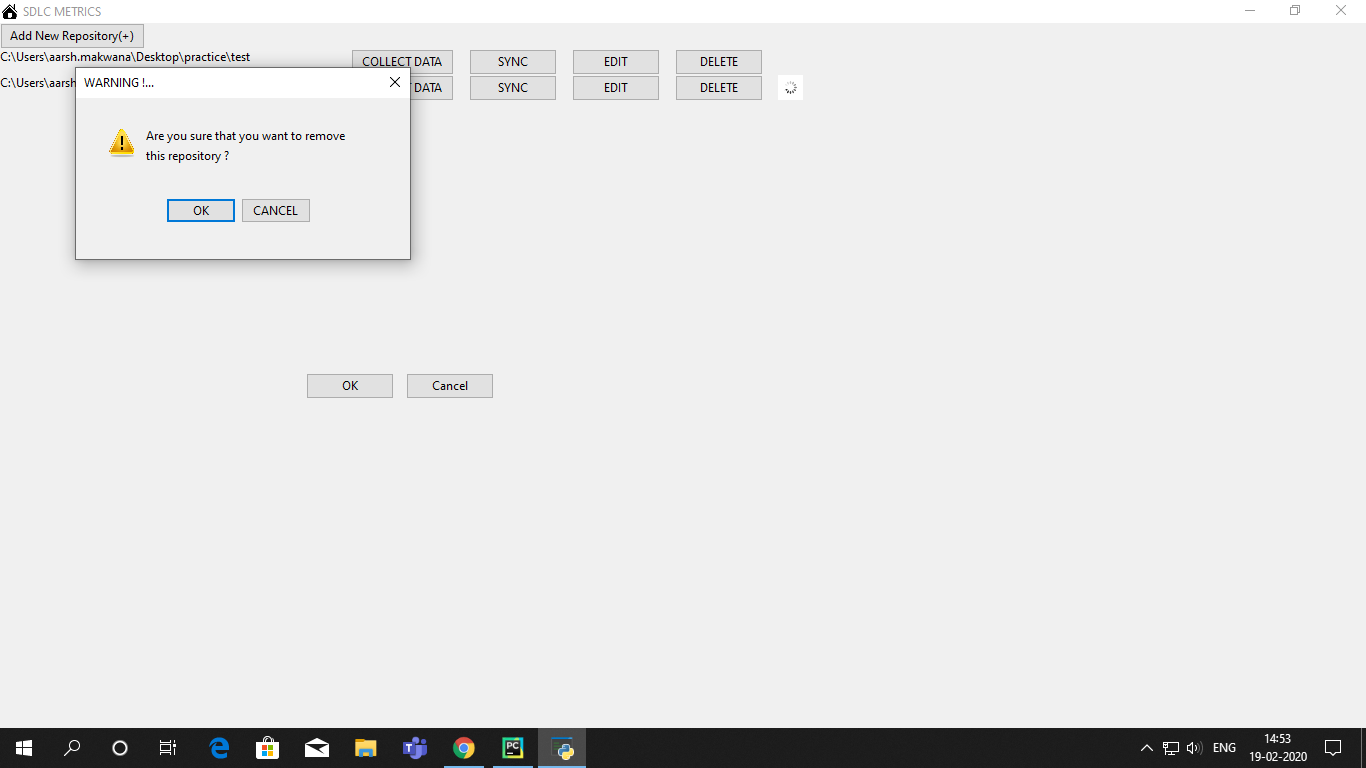 SDLC METRICS
Add New Repository(+)
C:\Users\aarsh.makwana\Desktop\practice\test
COLLECT DATA SYNC EDIT DELETE
C:\Users\aarsh
DATA SYNC EDIT DELETE
WARNING !...
Are you sure that you want to remove
this repository ?
OK CANCEL
OK Cancel
PC
ENG
14:53
19-02-2020